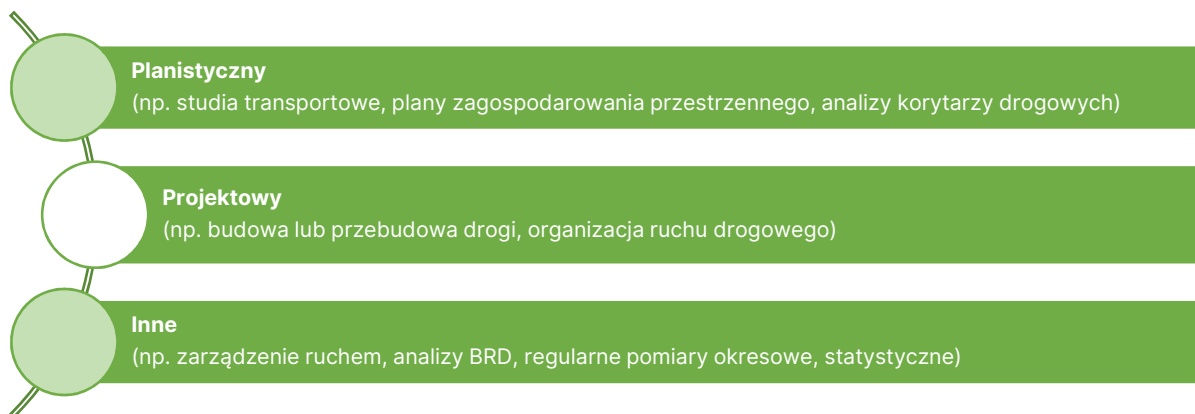 Planistyczny
(np. studia transportowe, plany zagospodarowania przestrzennego, analizy korytarzy drogowych)
Projektowy
(np. budowa lub przebudowa drogi, organizacja ruchu drogowego)
Inne
(np. zarządzenie ruchem, analizy BRD, regularne pomiary okresowe, statystyczne)